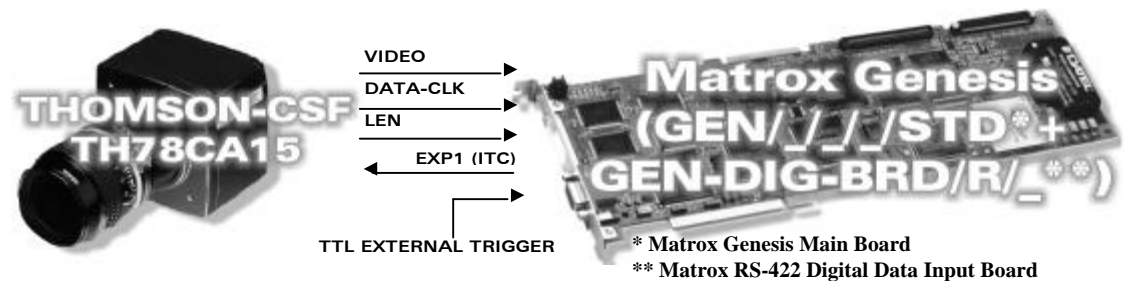 VIDEO
DATA-CLK
LEN
EXP1 (ITC)
TTL EXTERNAL TRIGGER
THOMSON-CSF
TH78CA15
Matrox Genesis
(GEN/_/_/_/STD* +
GEN-DIG-BRD/R/_**)
* Matrox Genesis Main Board
** Matrox RS-422 Digital Data Input Board